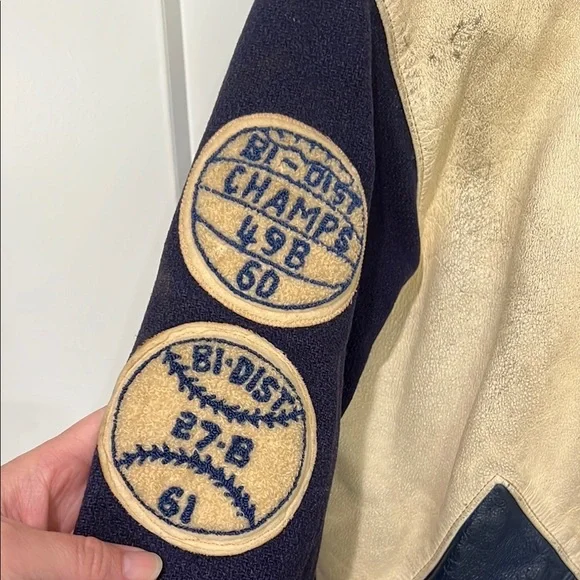 BI-DIST
CHAMPS
49B
60
BI-DIST.
27-B
61